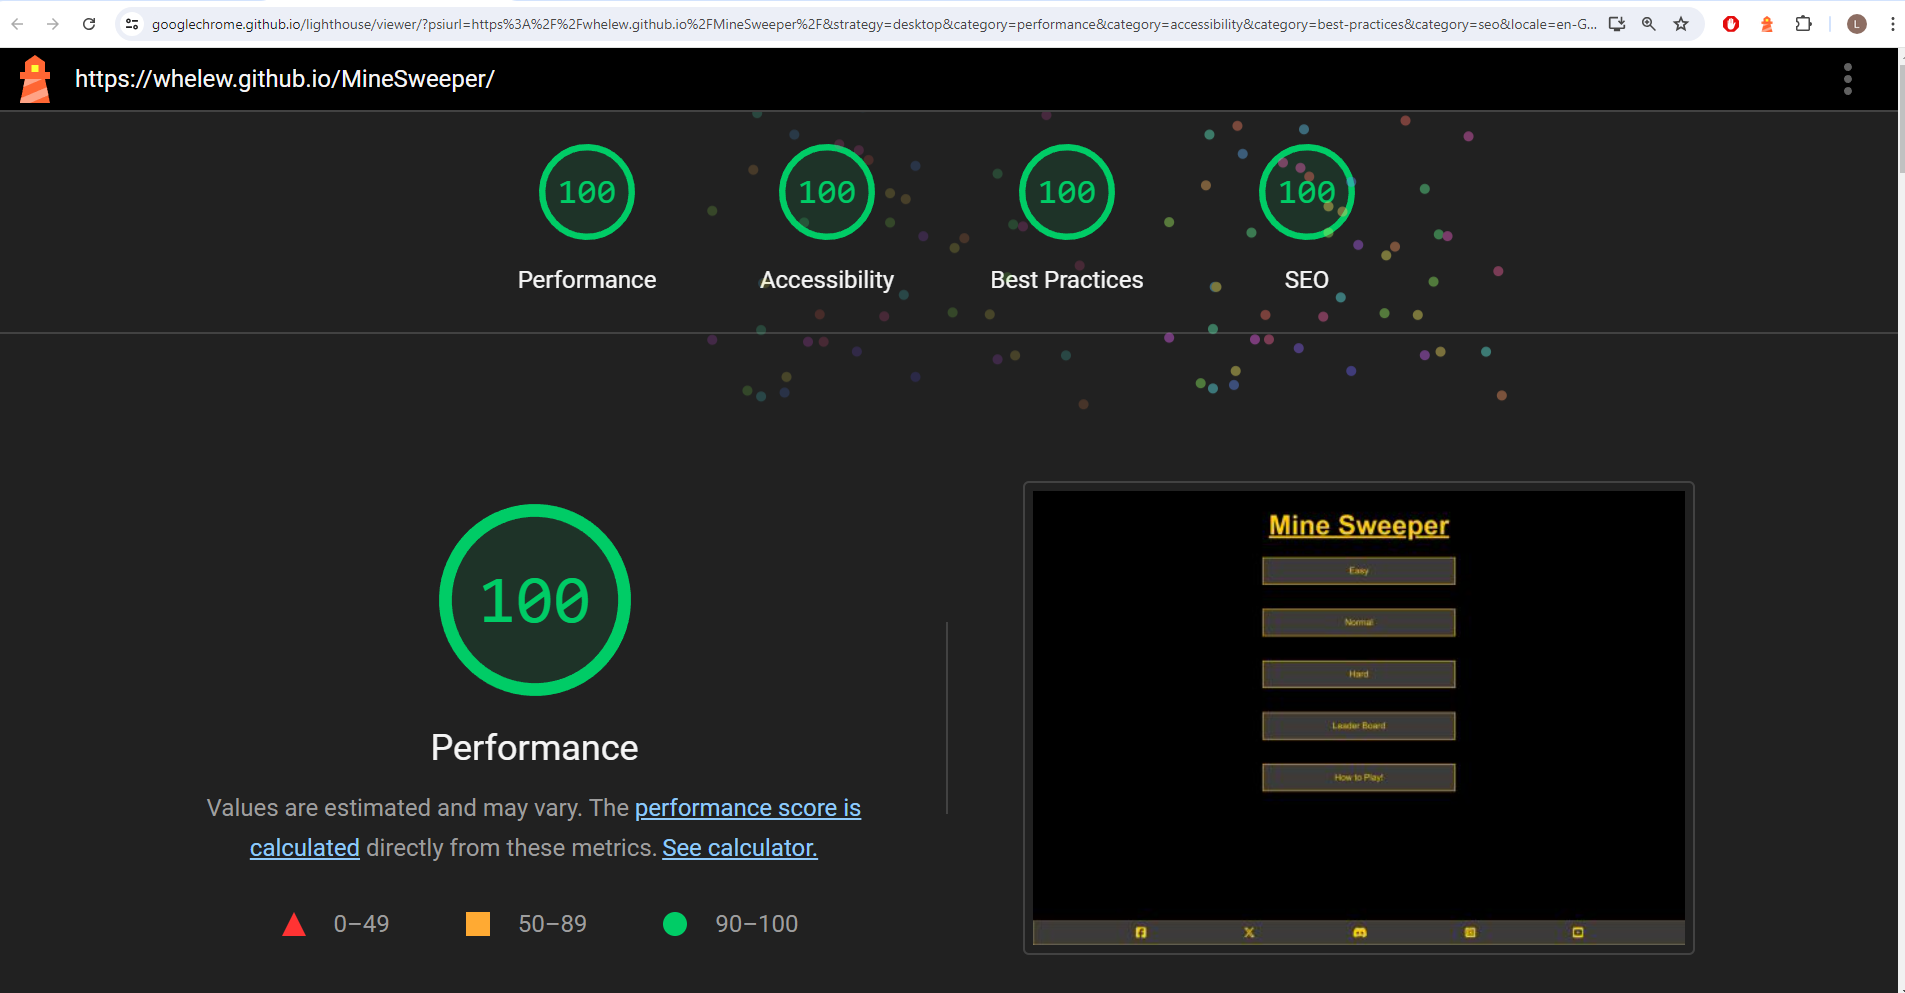 googlechrome.github.io/lighthouse/viewer/?psiurl=https%3A%2F%2Fwhelew.github.io%2FMineSweeper%2F&strategy=desktop&category=performance&category=accessibility&category=best-practices&category=seo&locale=en-G...
L
https://whelew.github.io/MineSweeper/
100 100 100 100
Performance Accessibility Best Practices SEO
100
Performance
Values are estimated and may vary. The performance score is
calculated directly from these metrics. See calculator.
0–49 50–89 90–100
Mine Sweeper
Easy
Normal
Hard
Leader Board
How to Play!